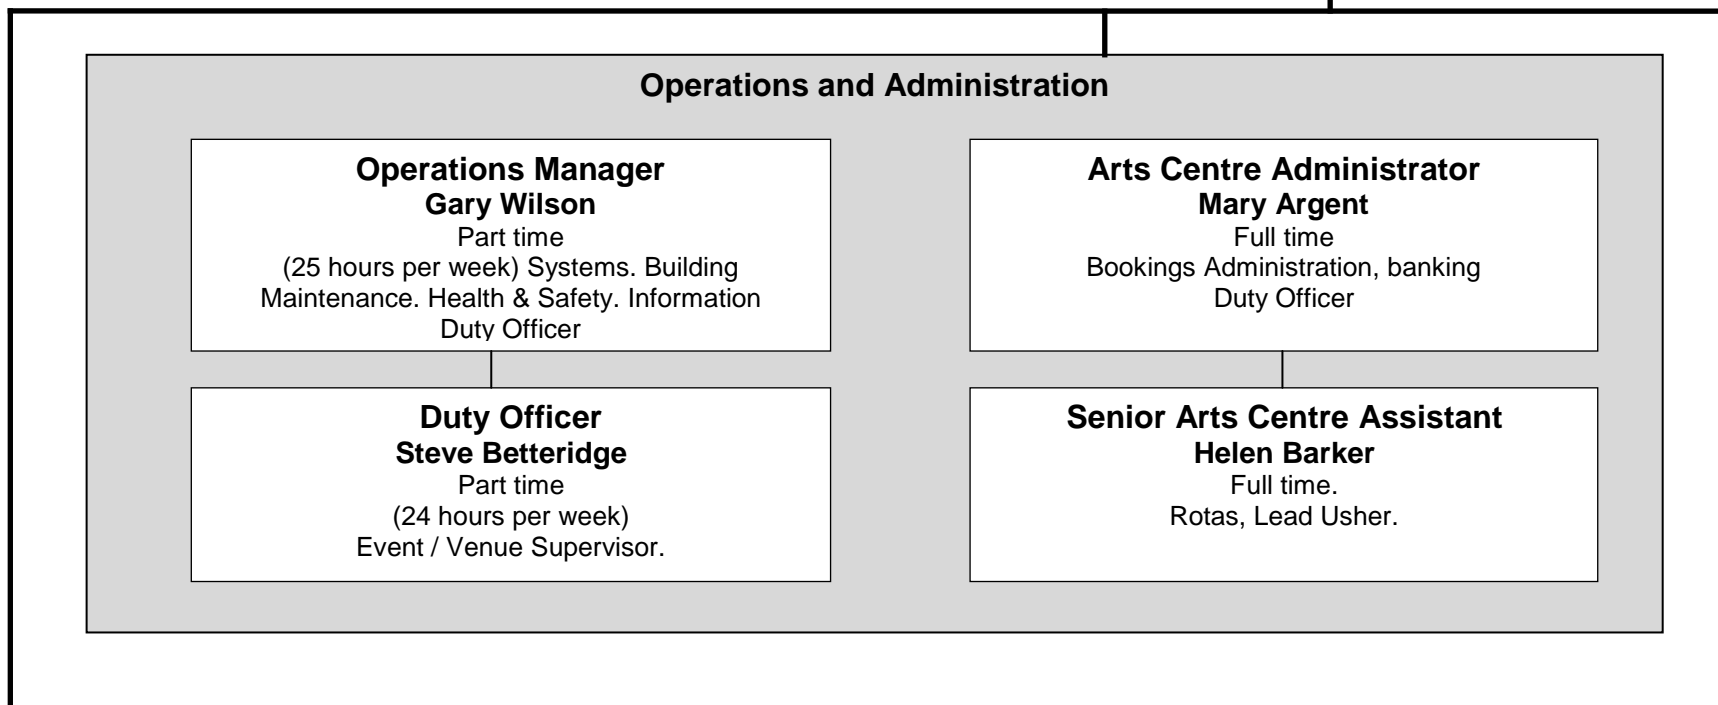 Operations and Administration
Operations Manager
Gary Wilson
Part time
(25 hours per week) Systems. Building
Maintenance. Health & Safety. Information
Duty Officer
Arts Centre Administrator
Mary Argent
Full time
Bookings Administration, banking
Duty Officer
Duty Officer
Steve Betteridge
Part time
(24 hours per week)
Event / Venue Supervisor.
Senior Arts Centre Assistant
Helen Barker
Full time.
Rotas, Lead Usher.